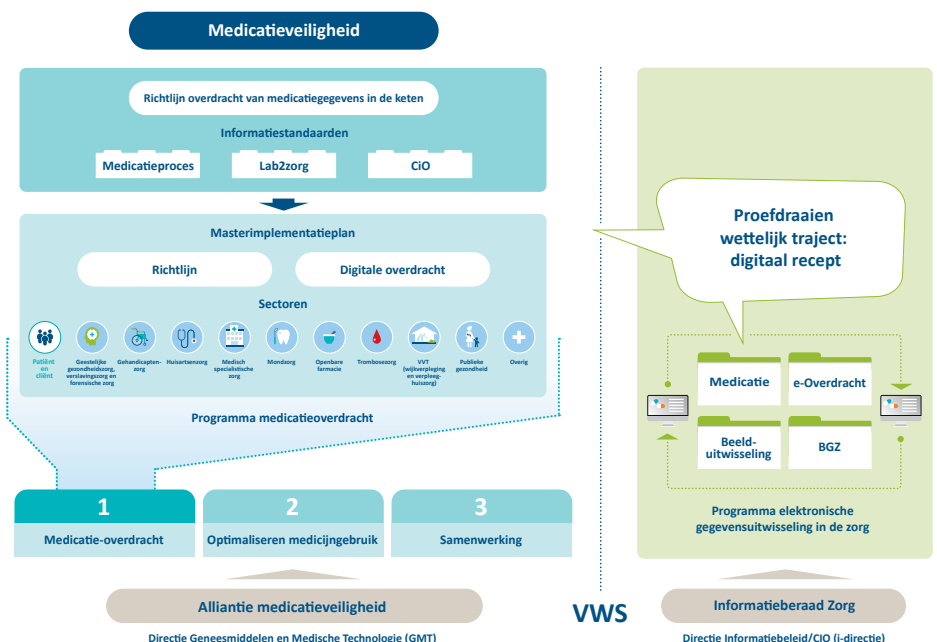 Medicatieveiligheid
Richtlijn overdracht van medicatiegegevens in de keten
Informatiestandaarden
Medicatieproces
Lab2zorg
CiO
Masterimplementatieplan
Richtlijn
Digitale overdracht
Sectoren
Patiënt
en
cliënt
Geestelijke
gezondheidszorg,
verslavingszorg en
forensische zorg
Gehandicapten-
zorg
Huisartsenzorg
Medisch
specialistische
zorg
Mondzorg
Openbare
farmacie
Trombosezorg
VVT
(wijkverpleging
en verpleeg-
huiszorg)
Publieke
gezondheid
Overig
Programma medicatieoverdracht
1
Medicatie-overdracht
2
Optimaliseren medicijngebruik
3
Samenwerking
Alliantie medicatieveiligheid
Directie Geneesmiddelen en Medische Technologie (GMT)
VWS
Proefdraaien
wettelijk traject:
digitaal recept
Medicatie
e-Overdracht
Beeld-
uitwisseling
BGZ
Programma elektronische
gegevensuitwisseling in de zorg
Informatieberaad Zorg
Directie Informatiebeleid/CIO (i-directie)